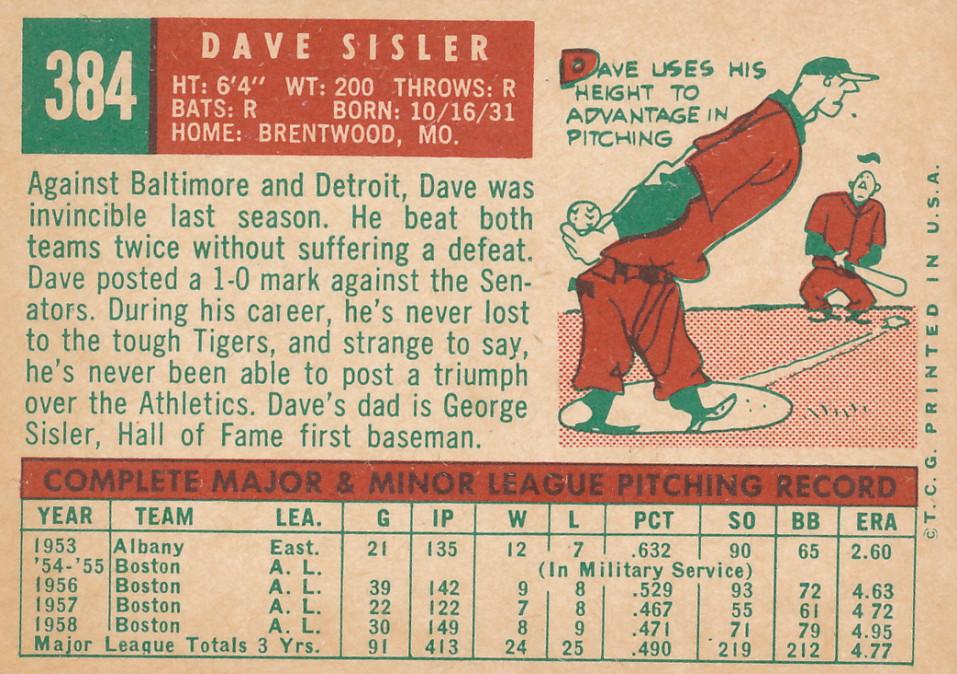 384
DAVE SISLER
HT: 6'4" WT: 200 THROWS: R
BATS: R BORN: 10/16/31
HOME: BRENTWOOD, MO.
Against Baltimore and Detroit, Dave was
invincible last season. He beat both
teams twice without suffering a defeat.
Dave posted a 1-0 mark against the Sen-
ators. During his career, he's never lost
to the tough Tigers, and strange to say,
he's never been able to post a triumph
over the Athletics. Dave's dad is George
Sisler, Hall of Fame first baseman.
DAVE USES HIS
HEIGHT TO
ADVANTAGE IN
PITCHING
©T.C.G. PRINTED IN U.S.A.
COMPLETE MAJOR & MINOR LEAGUE PITCHING RECORD
YEAR TEAM LEA. G IP W L PCT SO BB ERA
1953 Albany East. 21 135 12 7 .632 90 65 2.60
'54-'55 Boston A. L. (In Military Service)
1956 Boston A. L. 39 142 9 8 .529 93 72 4.63
1957 Boston A. L. 22 122 7 8 .467 55 61 4 72
1958 Boston A. L. 30 149 8 9 .471 71 79 4.95
Major League Totals 3 Yrs. 91 413 24 25 .490 219 212 4.77